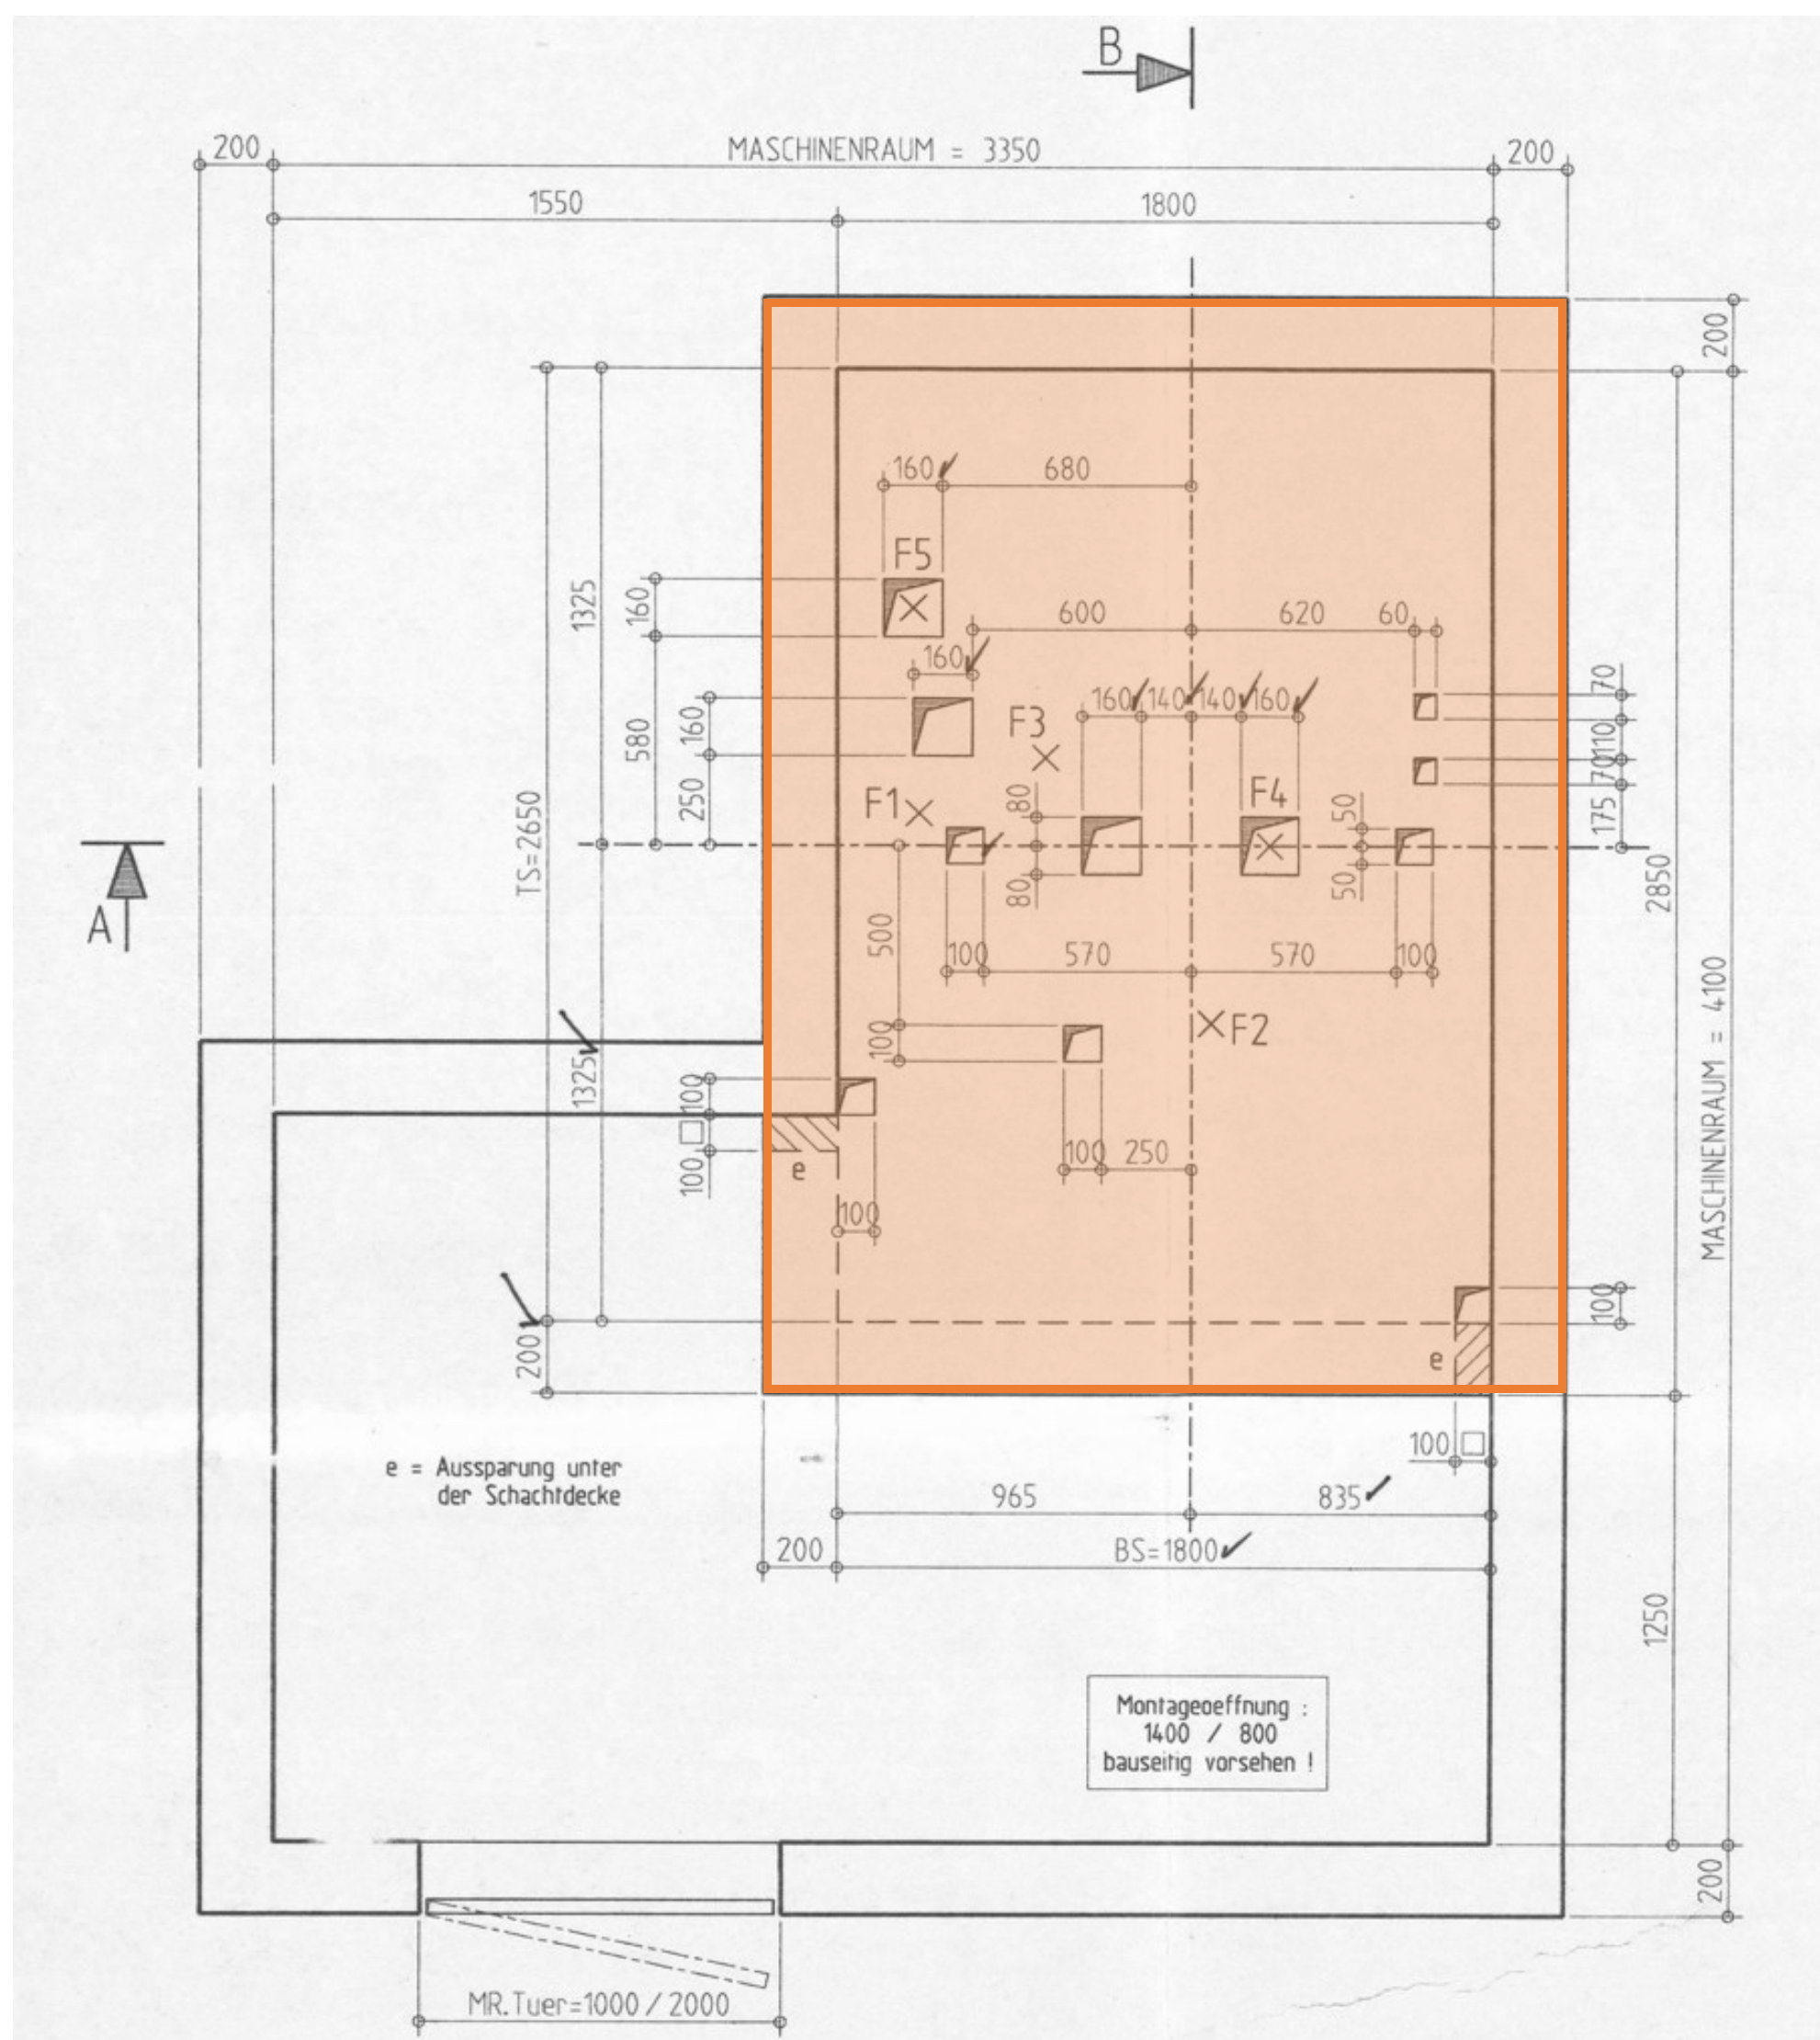 B
200
MASCHINENRAUM = 3350
200
1550
1800
200
160
680
F5
1325
160
600
620
60
160
70
160
140
140
160
580
160
F3
110
F1
F4
70
250
80
50
175
TS=2650
A
80
50
2850
500
100
570
570
100
100
F2
MASCHINENRAUM = 4100
1325
100
100
e
100
250
100
100
200
e
100
e = Aussparung unter
der Schachtdecke
965
835
200
BS=1800
1250
Montageoeffnung :
1400 / 800
bauseitig vorsehen !
200
MR.Tuer=1000 / 2000